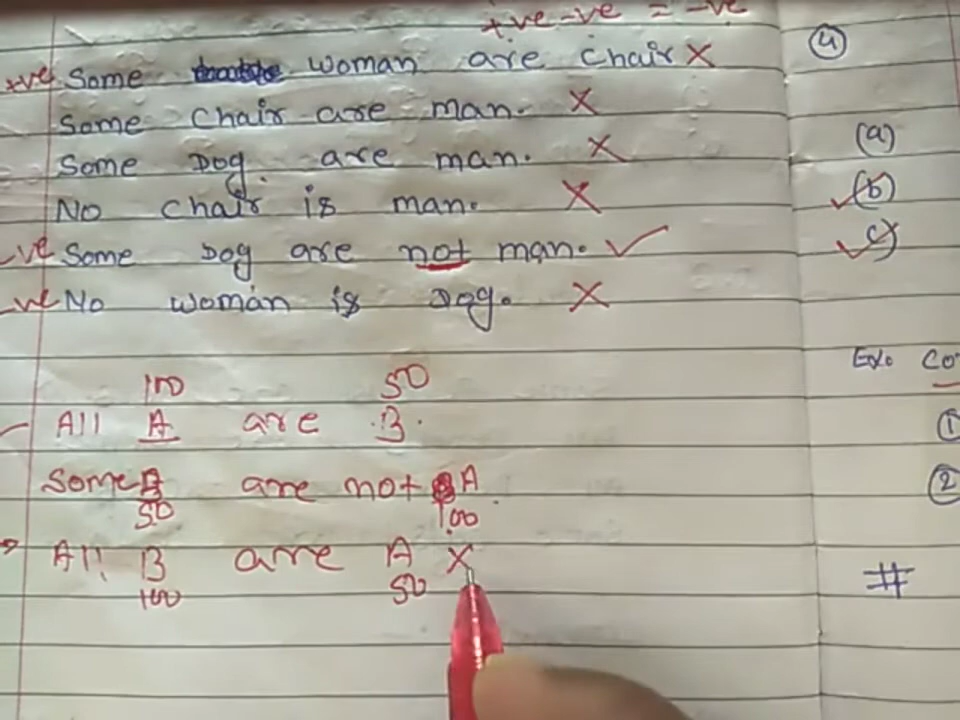 +ve -ve = -ve
+ve Some woman are chair X
Some chair are man. X
Some Dog. are man. X
No chair is man. X
-ve Some Dog are not man. ✓
-ve No woman is Dog. X
100 50
All A are B.
Some are not A
50 100
All B are A X
100 50
4
(a)
(b)
(c)
Ex:
1
2
#